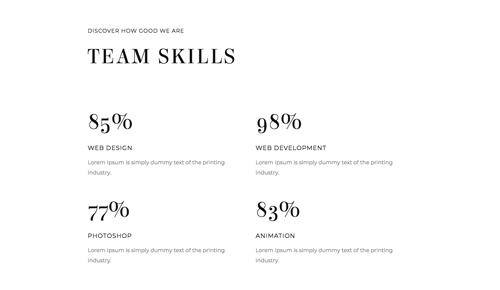 DISCOVER HOW GOOD WE ARE
TEAM SKILLS
85%
WEB DESIGN
Lorem Ipsum is simply dummy text of the printing
industry.
98%
WEB DEVELOPMENT
Lorem Ipsum is simply dummy text of the printing
industry.
77%
PHOTOSHOP
Lorem Ipsum is simply dummy text of the printing
industry.
83%
ANIMATION
Lorem Ipsum is simply dummy text of the printing
industry.